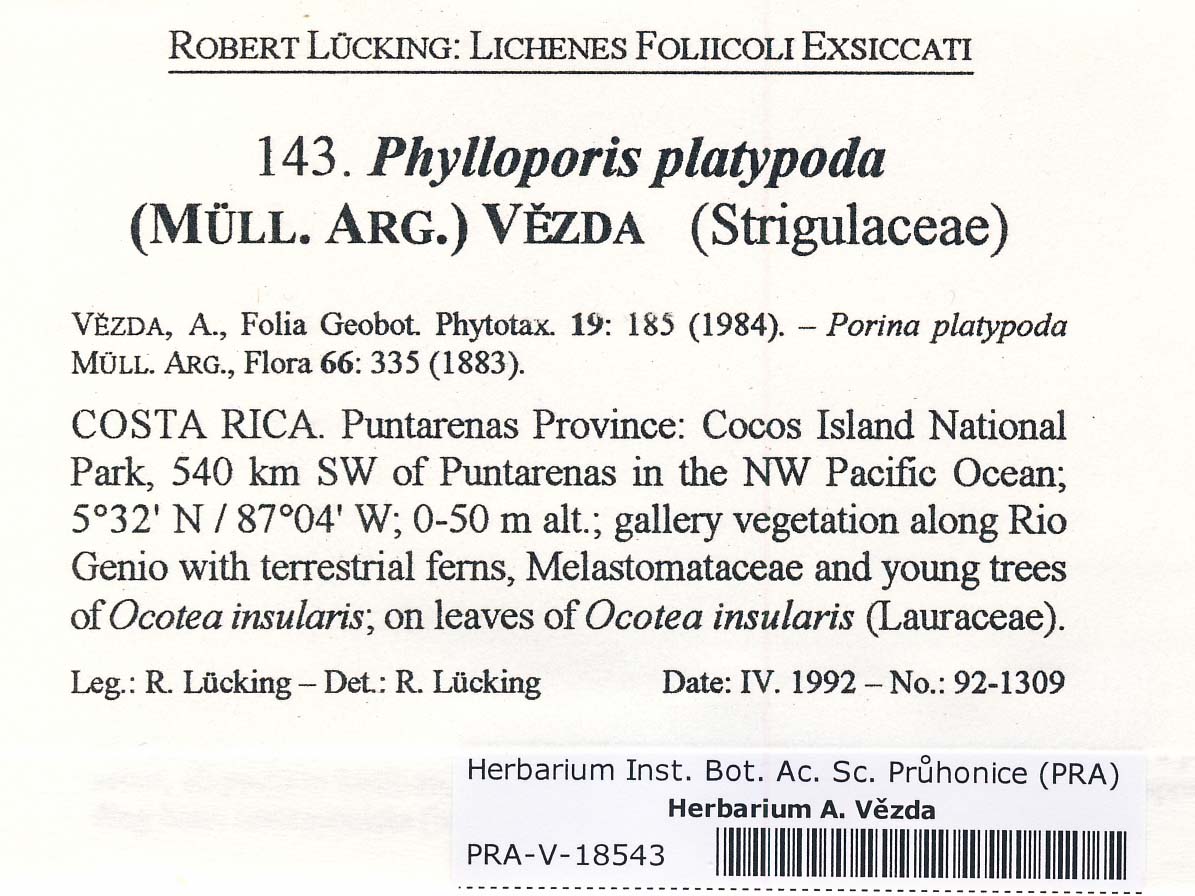 ROBERT LÜCKING: LICHENES FOLIICOLI EXSICCATI
143. Phylloporis platypoda
(MÜLL. ARG.) VĚZDA (Strigulaceae)
VĚZDA, A., Folia Geobot. Phytotax. 19: 185 (1984). – Porina platypoda
MÜLL. ARG., Flora 66: 335 (1883).
COSTA RICA. Puntarenas Province: Cocos Island National
Park, 540 km SW of Puntarenas in the NW Pacific Ocean;
5°32' N / 87°04' W; 0-50 m alt.; gallery vegetation along Rio
Genio with terrestrial ferns, Melastomataceae and young trees
of Ocotea insularis; on leaves of Ocotea insularis (Lauraceae).
Leg.: R. Lücking – Det.: R. Lücking Date: IV. 1992 – No.: 92-1309
Herbarium Inst. Bot. Ac. Sc. Průhonice (PRA)
Herbarium A. Vězda
PRA-V-18543